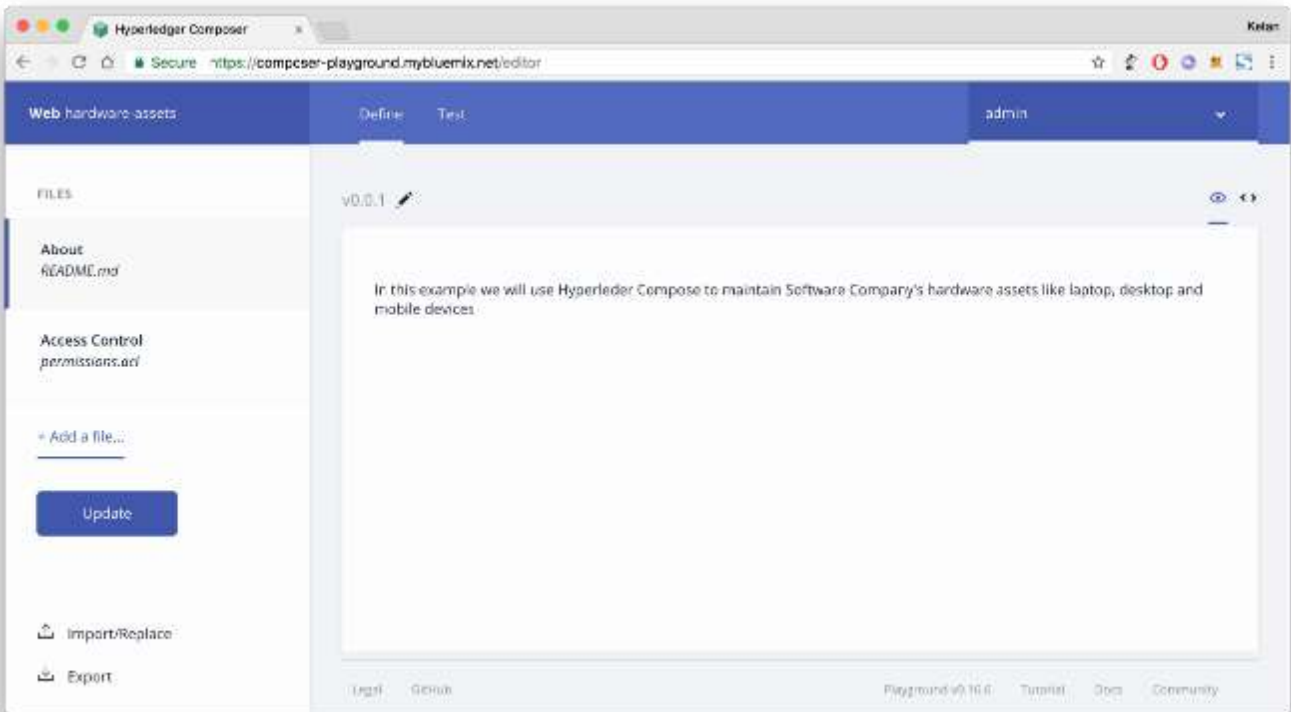 Hyperledger Composer
Ketan
Secure https://composer-playground.mybluemix.net/editor
Web hardware-assets
Define
Test
admin
FILES
About
README.md
v0.0.1
In this example we will use Hyperleder Compose to maintain Software Company's hardware assets like laptop, desktop and
mobile devices
Access Control
permissions.acl
+ Add a file...
Update
Import/Replace
Export
Legal
GitHub
Playground v0.16.0
Tutorial
Docs
Community